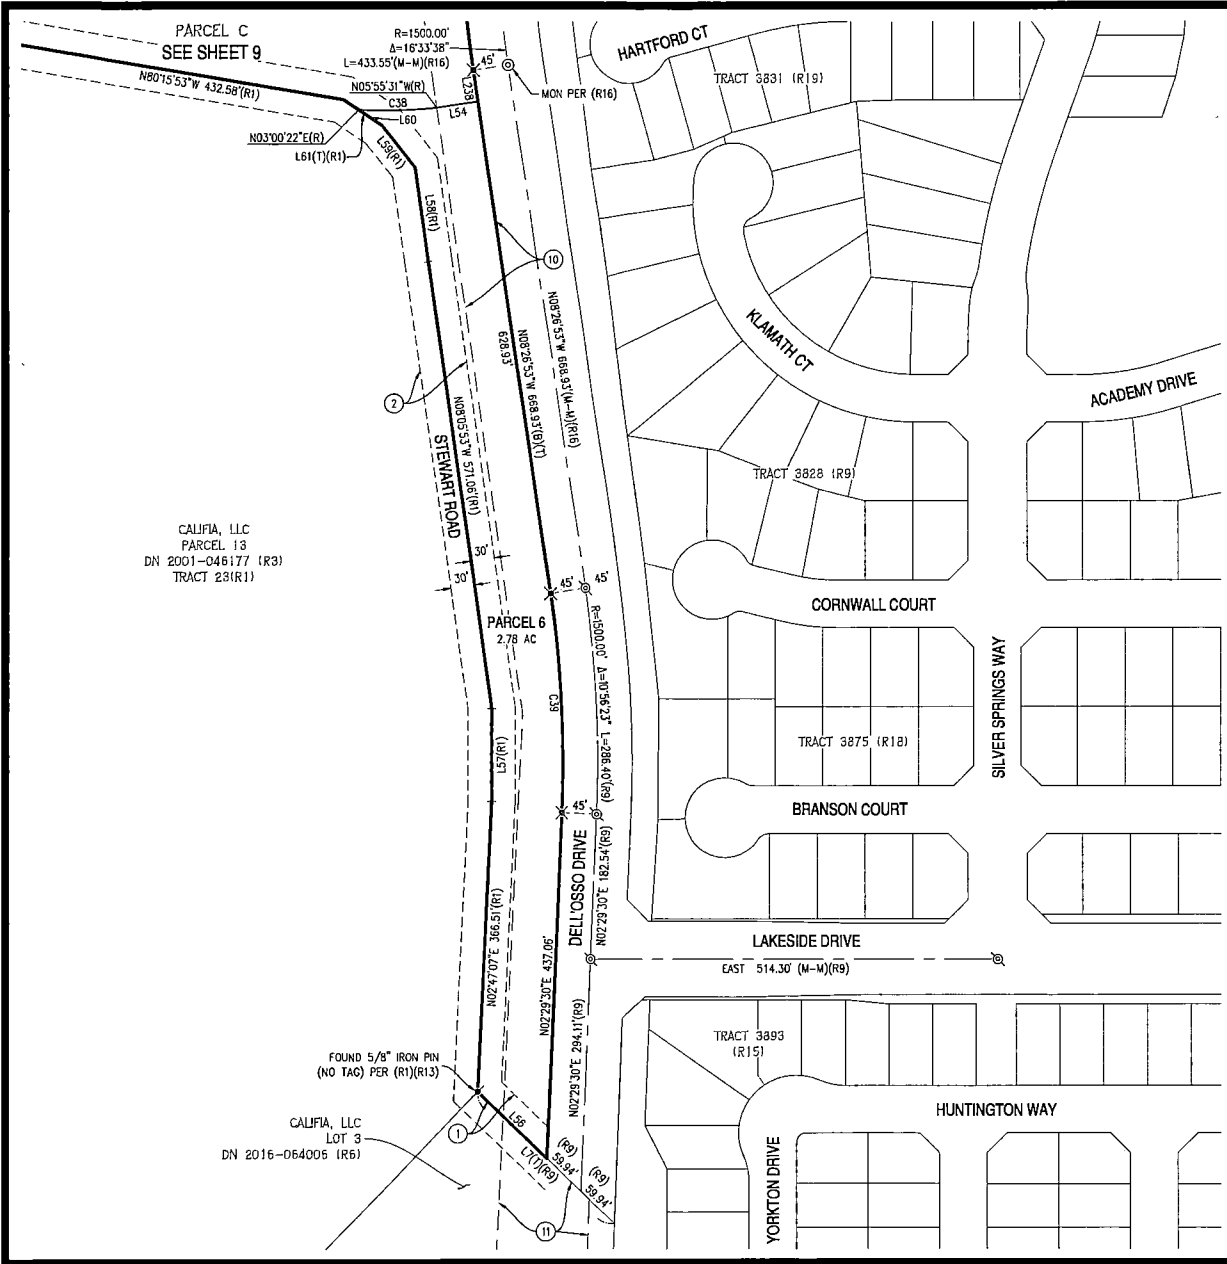 PARCEL C
SEE SHEET 9
N80°15'53"W 432.58'(R1)
R=1500.00'
Δ=16°33'38"
L=433.55'(M-M)(R16)
45'
MON PER (R16)
N05°55'31"W(R)
C38
L54
L238
L60
N03°00'22"E(R)
L61(T)(R1)
L59(R1)
L58(R1)
HARTFORD CT
TRACT 3831 (R19)
10
N08°26'53"W 668.93'(M-M)(R16)
N08°26'53"W 668.93'(B)(T)
628.93'
KLAMATH CT
ACADEMY DRIVE
2
N08°05'53"W 571.06'(R1)
STEWART ROAD
TRACT 3828 (R9)
CALIFIA, LLC
PARCEL 13
DN 2001-046177 (R3)
TRACT 23(R1)
30'
30'
45'
45'
PARCEL 6
2.78 AC
CORNWALL COURT
R=1500.00' Δ=10°56'23" L=286.40'(R9)
C39
L57(R1)
SILVER SPRINGS WAY
TRACT 3875 (R18)
BRANSON COURT
45'
DELL'OSSO DRIVE
N02°29'30"E 182.54'(R9)
LAKESIDE DRIVE
EAST 514.30' (M-M)(R9)
N02°47'07"E 366.51'(R1)
N02°29'30"E 437.06'
N02°29'30"E 294.11'(R9)
TRACT 3893
(R15)
FOUND 5/8" IRON PIN
(NO TAG) PER (R1)(R13)
HUNTINGTON WAY
CALIFIA, LLC
LOT 3
DN 2016-064006 (R6)
1
L56
L7(T)(R9)
(R9)
59.94'
(R9)
59.94'
YORKTON DRIVE
11